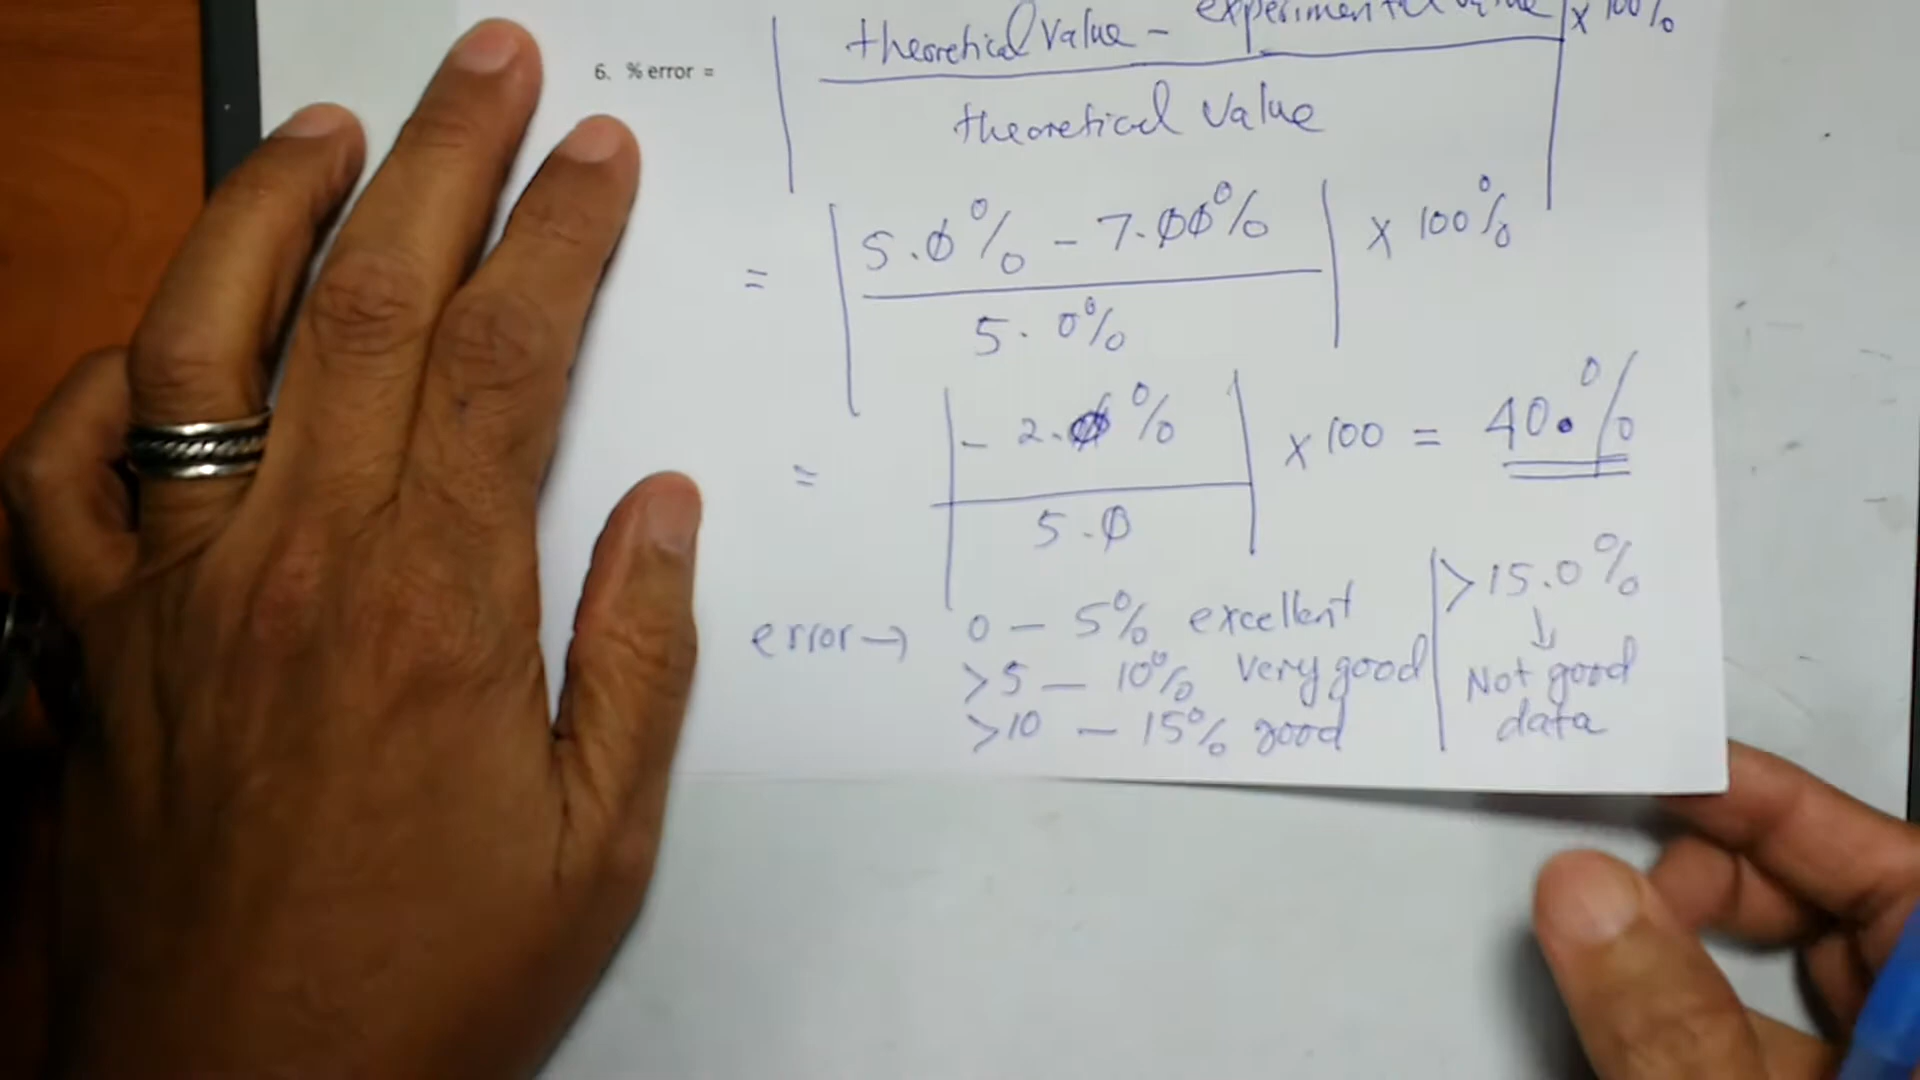 theoretical value - experimental value x 100%
6. % error =
theoretical value
= 5.0% - 7.00% x 100%
5.0%
= - 2.0% x 100 = 40.%
5.0
error → 0 - 5% excellent
>5 - 10% very good
>10 - 15% good
>15.0%
↓
Not good
data